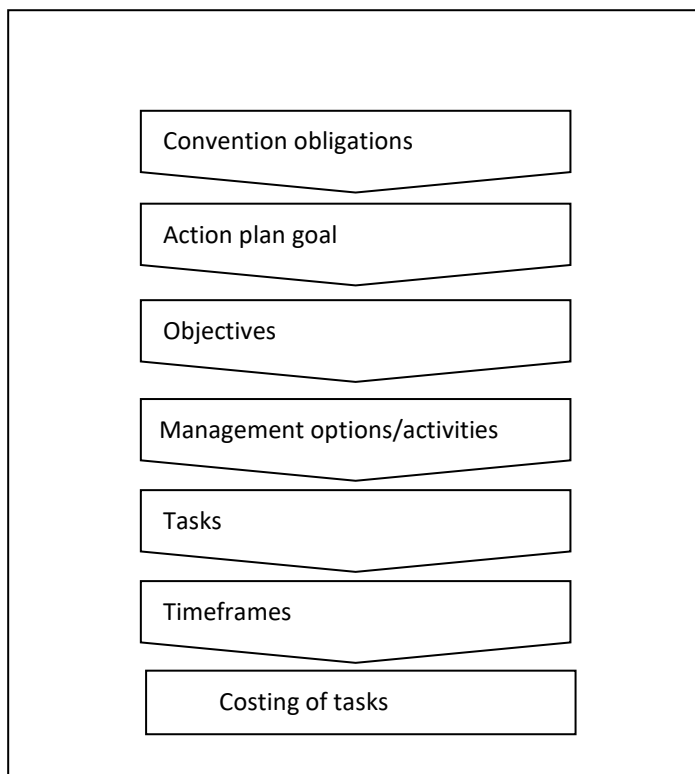 Convention obligations
Action plan goal
Objectives
Management options/activities
Tasks
Timeframes
Costing of tasks